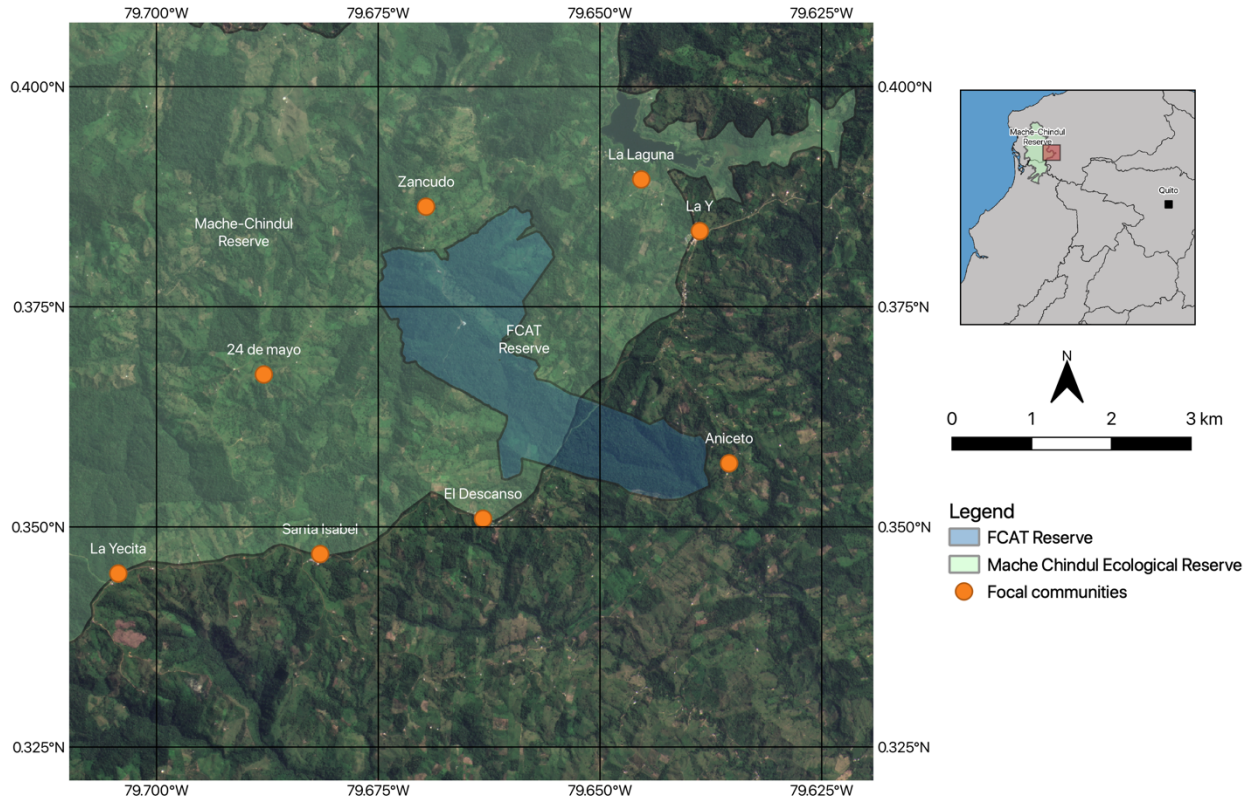 79.700°W 79.675°W 79.650°W 79.625°W
0.400°N 0.400°N
La Laguna
Zancudo
La Y
Mache-Chindul
Reserve
0.375°N 0.375°N
FCAT
Reserve
24 de mayo
Aniceto
El Descanso
0.350°N 0.350°N
Santa Isabel
La Yecita
0.325°N 0.325°N
79.700°W 79.675°W 79.650°W 79.625°W
Mache-Chindul
Reserve
Quito
N
0 1 2 3 km
Legend
FCAT Reserve
Mache Chindul Ecological Reserve
Focal communities